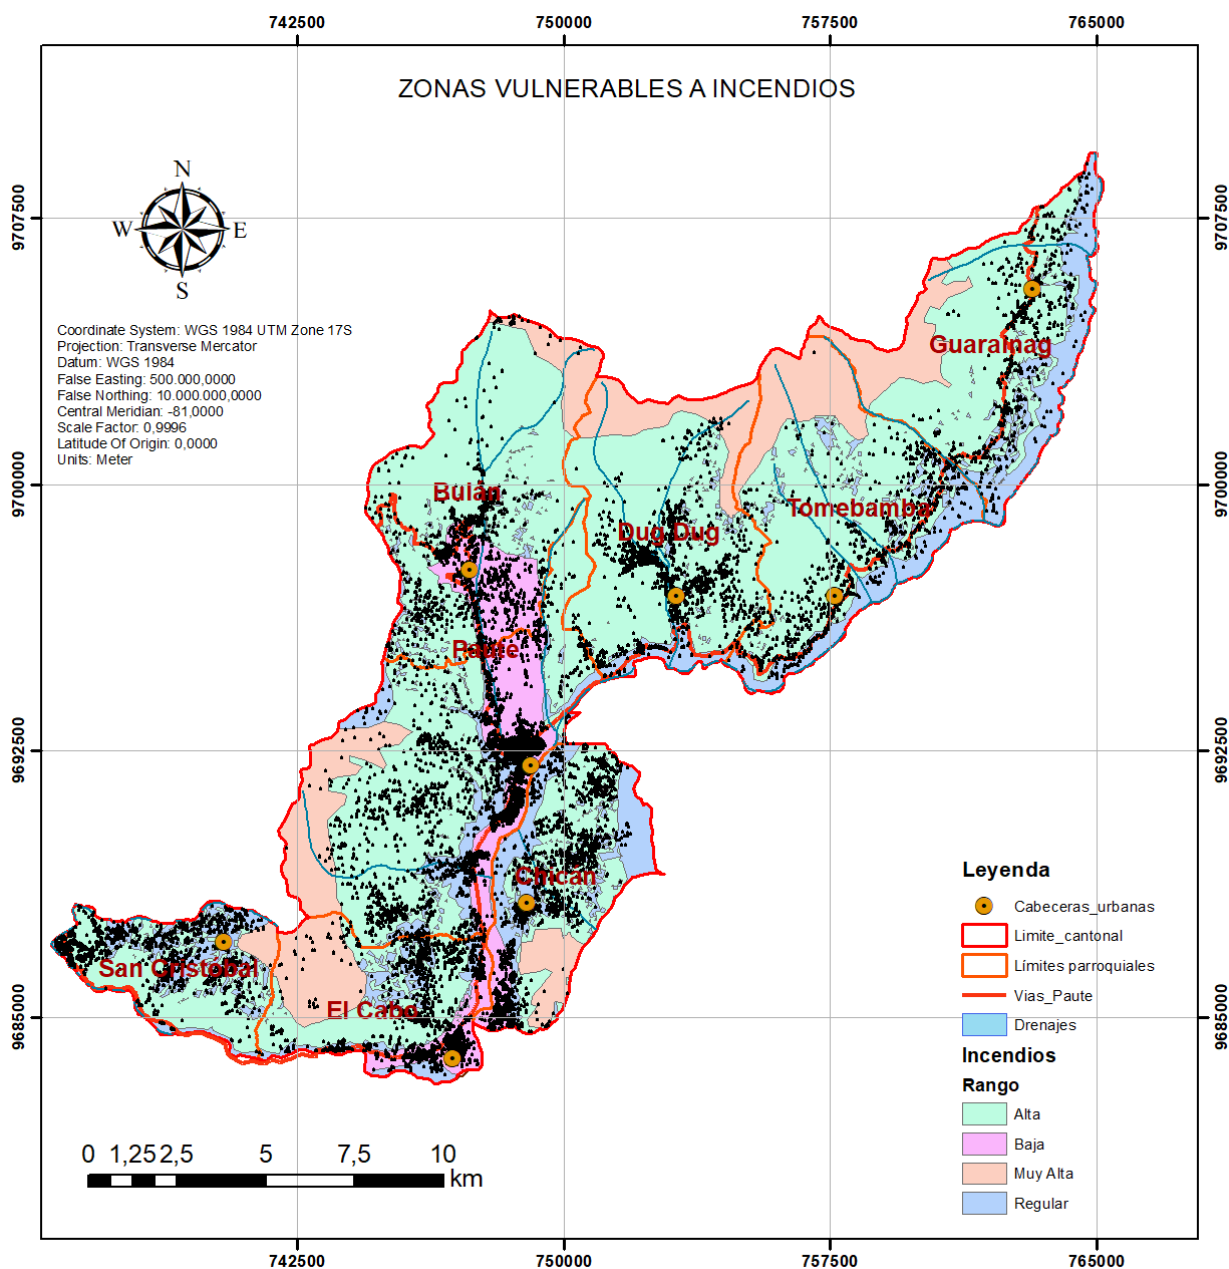 742500 750000 757500 765000
ZONAS VULNERABLES A INCENDIOS
N
W E
S
9707500 9707500
Coordinate System: WGS 1984 UTM Zone 17S
Projection: Transverse Mercator
Datum: WGS 1984
False Easting: 500.000,0000
False Northing: 10.000.000,0000
Central Meridian: -81,0000
Scale Factor: 0,9996
Latitude Of Origin: 0,0000
Units: Meter
Guarainag
9700000 9700000
Bulán
Tomebamba
Dug Dug
Paute
9692500 9692500
Chicán
San Cristobal
El Cabo
9685000 9685000
Leyenda
Cabeceras_urbanas
Limite_cantonal
Límites parroquiales
Vias_Paute
Drenajes
Incendios
Rango
Alta
Baja
Muy Alta
Regular
0 1,25 2,5 5 7,5 10
km
742500 750000 757500 765000